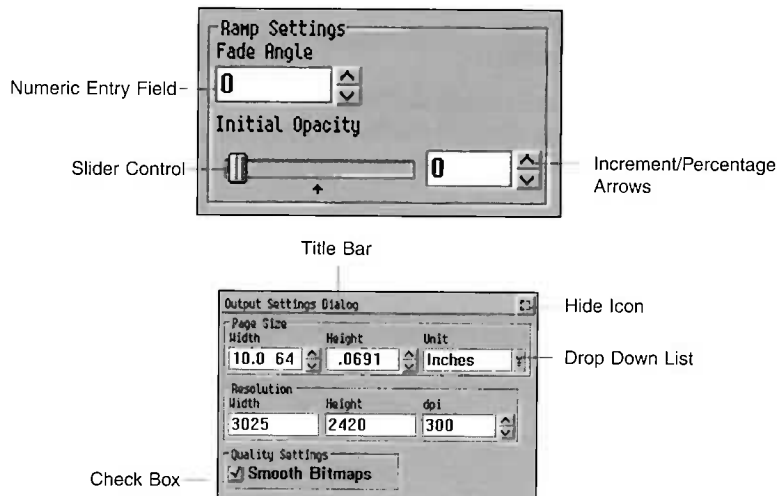 Ramp Settings
Fade Angle
Numeric Entry Field
0
Initial Opacity
Slider Control
0
Increment/Percentage
Arrows
Title Bar
Output Settings Dialog
Hide Icon
Page Size
Width Height Unit
10.0 64 .0691 Inches
Drop Down List
Resolution
Width Height dpi
3025 2420 300
Quality Settings
Check Box
Smooth Bitmaps